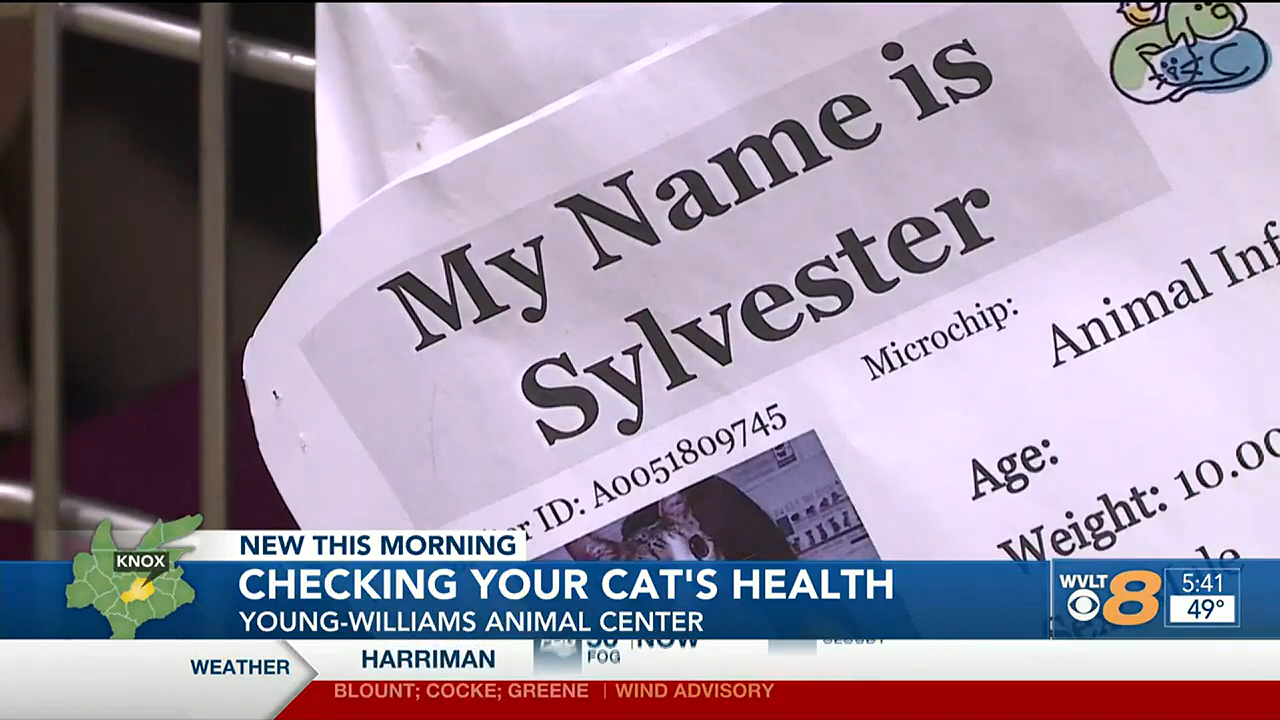 My Name is
Sylvester
Microchip:
Animal Inf
ID: A0051809745
Age:
Weight: 10.00
NEW THIS MORNING
KNOX
CHECKING YOUR CAT'S HEALTH
YOUNG-WILLIAMS ANIMAL CENTER
WVLT
8
5:41
49°
WEATHER
HARRIMAN
NOW
FOG
BLOUNT; COCKE; GREENE | WIND ADVISORY